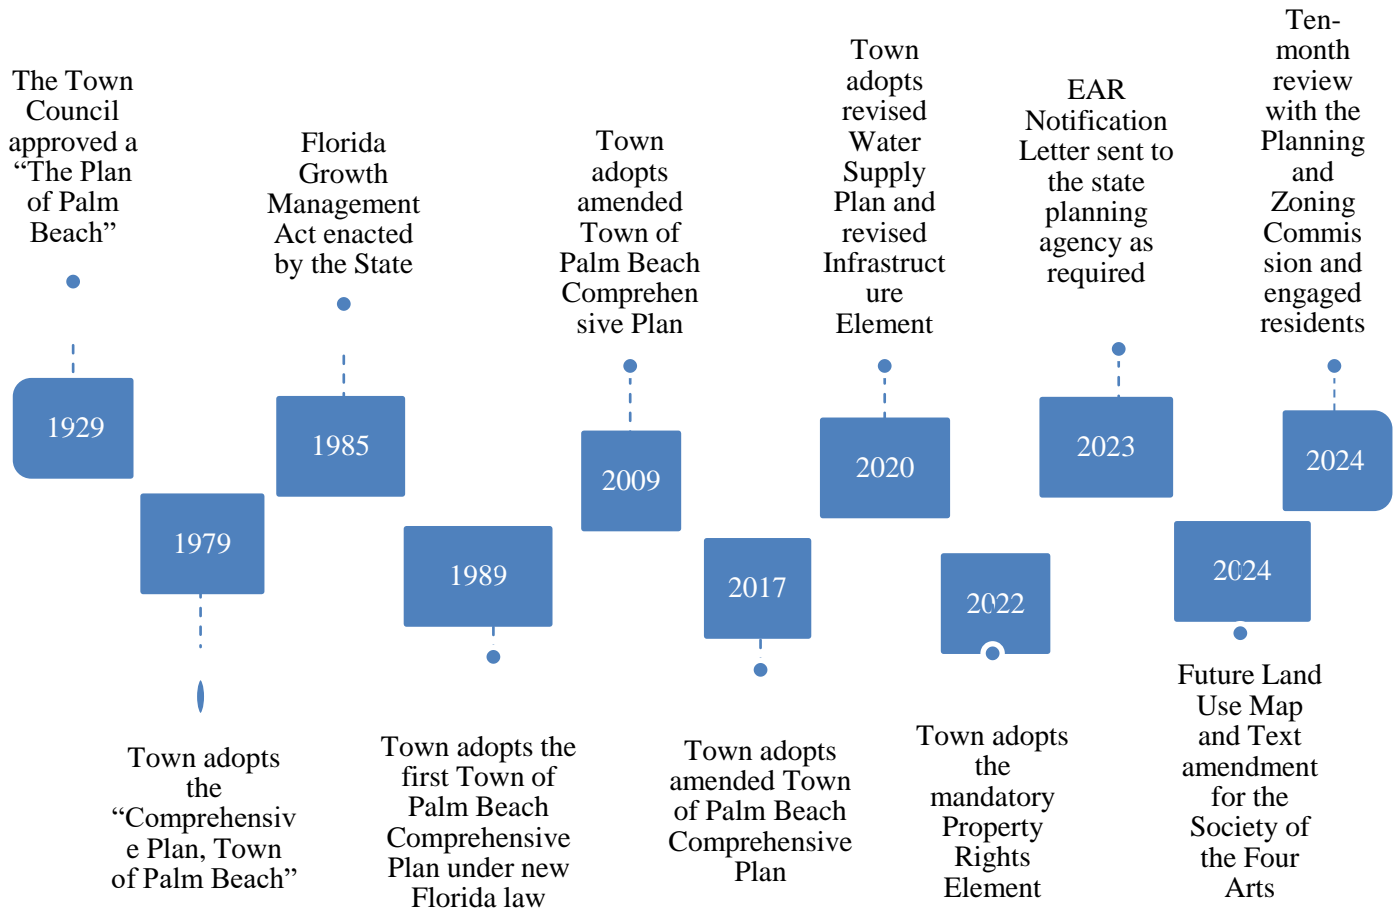 The Town
Council
approved a
“The Plan
of Palm
Beach”
1929
1979
Town adopts
the
“Comprehensiv
e Plan, Town
of Palm Beach”
Florida
Growth
Management
Act enacted
by the State
1985
1989
Town adopts the
first Town of
Palm Beach
Comprehensive
Plan under new
Florida law
Town
adopts
amended
Town of
Palm Beach
Comprehen
sive Plan
2009
2017
Town adopts
amended Town
of Palm Beach
Comprehensive
Plan
Town
adopts
revised
Water
Supply
Plan and
revised
Infrastruct
ure
Element
2020
2022
Town adopts
the
mandatory
Property
Rights
Element
EAR
Notification
Letter sent to
the state
planning
agency as
required
2023
2024
Future Land
Use Map
and Text
amendment
for the
Society of
the Four
Arts
Ten-
month
review
with the
Planning
and
Zoning
Commis
sion and
engaged
residents
2024